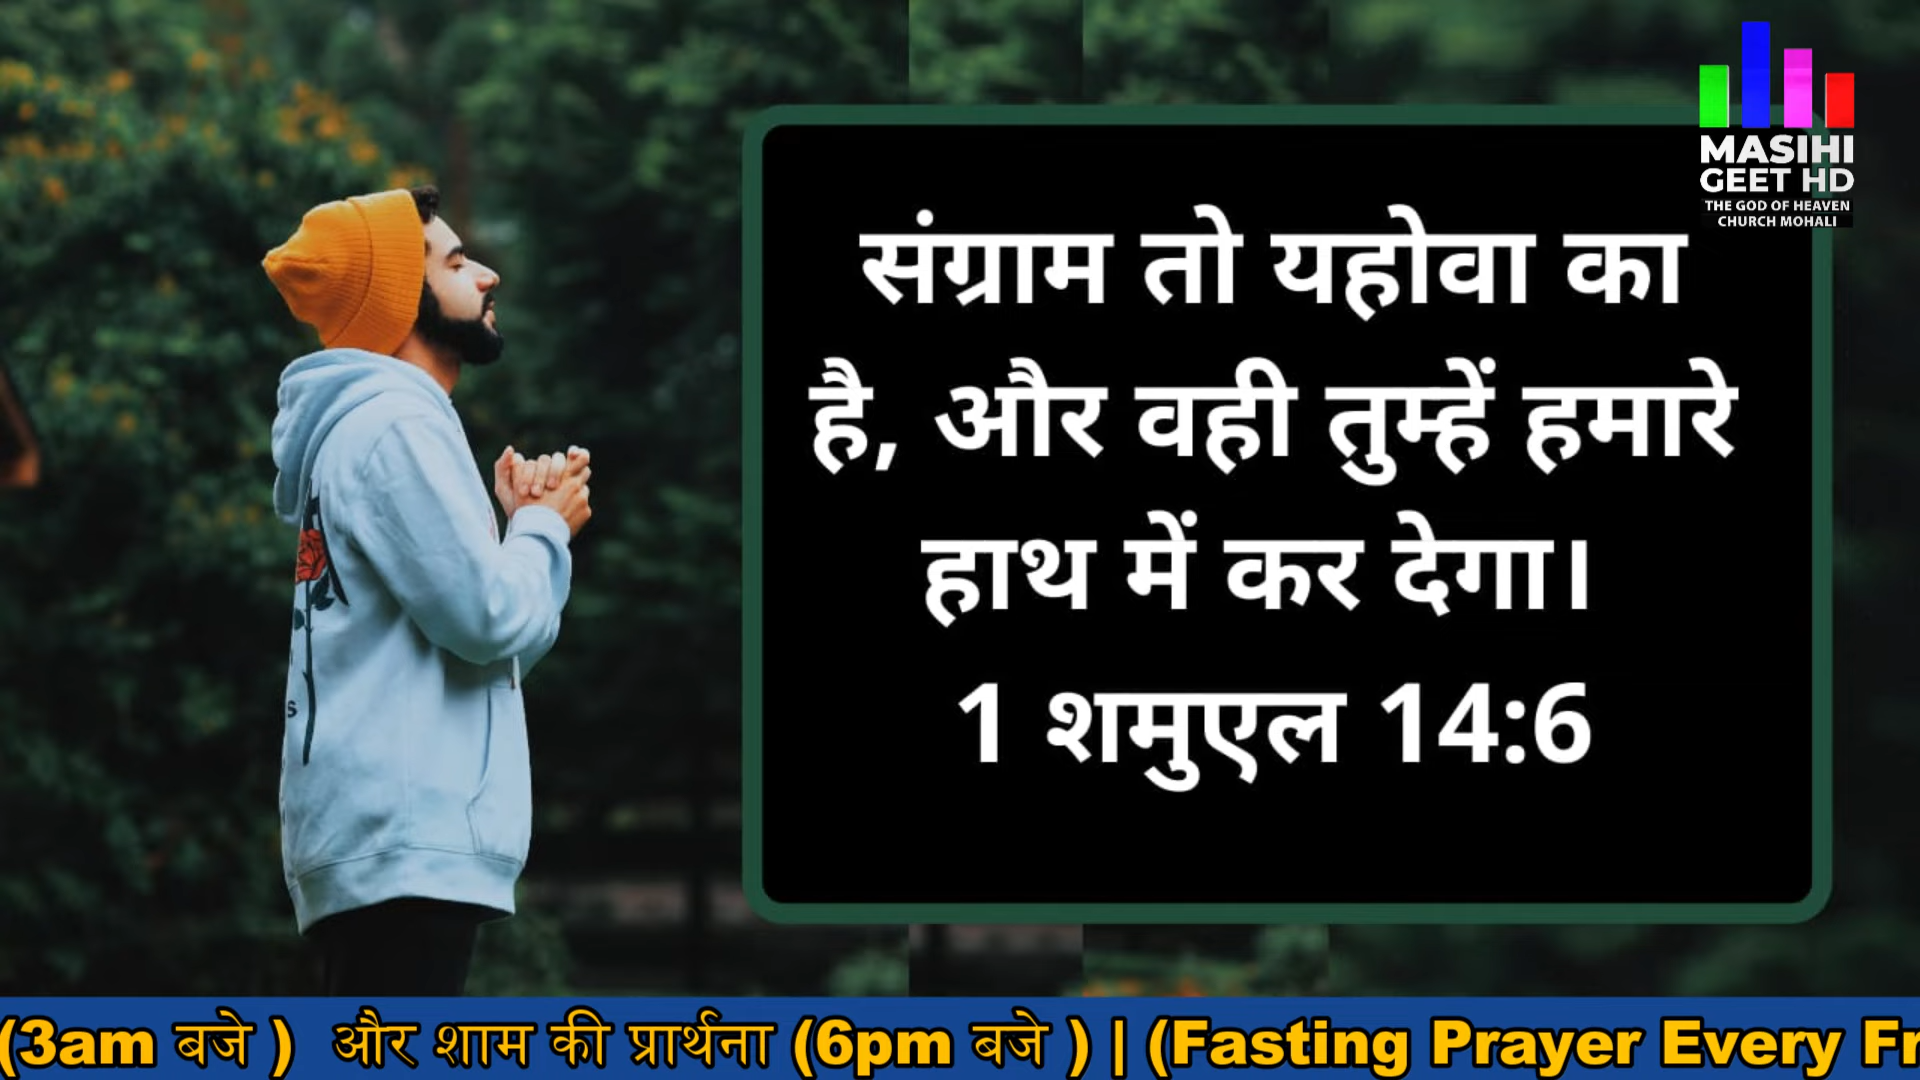 MASIHI
GEET HD
THE GOD OF HEAVEN
CHURCH MOHALI
संग्राम तो यहोवा का
है, और वही तुम्हें हमारे
हाथ में कर देगा।
1 शमुएल 14:6
(3am बजे ) और शाम की प्रार्थना (6pm बजे ) | (Fasting Prayer Every Fr